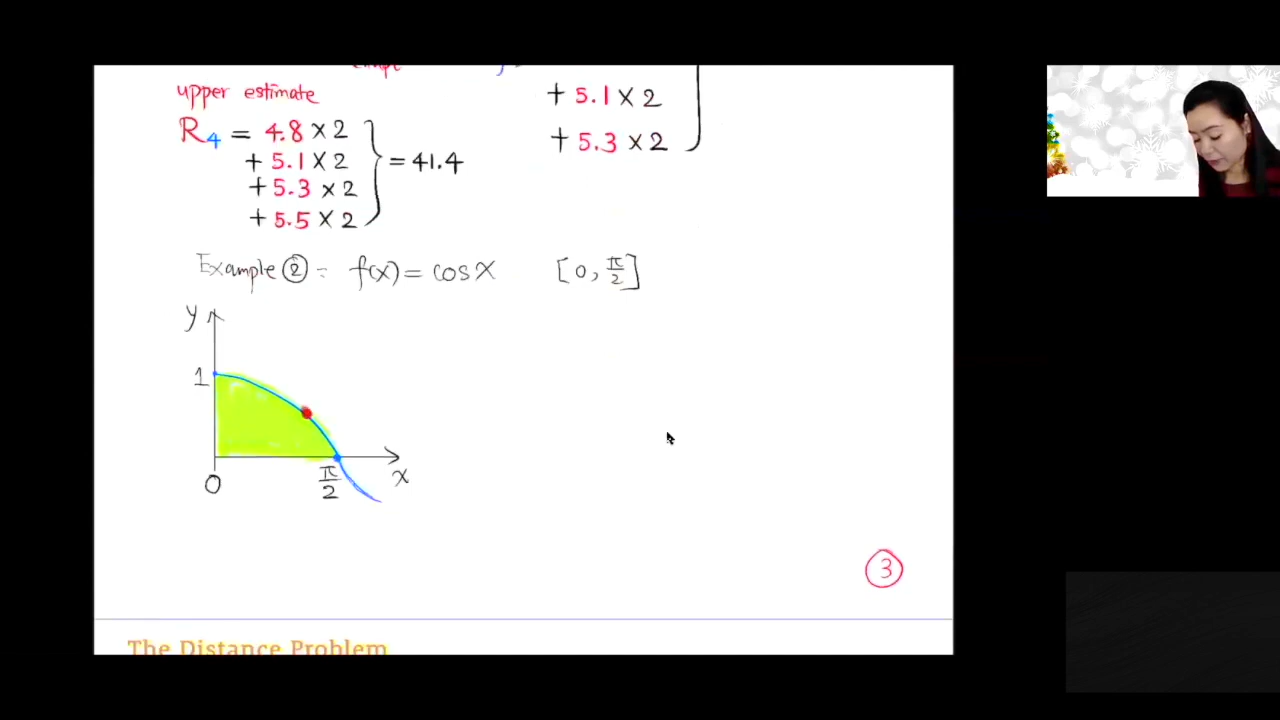 upper estimate
R4 = 4.8 × 2
+ 5.1 × 2
+ 5.3 × 2
+ 5.5 × 2
= 41.4
+ 5.1 × 2
+ 5.3 × 2
Example ② = f(x) = cos x [0, π/2]
y
1
0
π/2
x
3
The Distance Problem